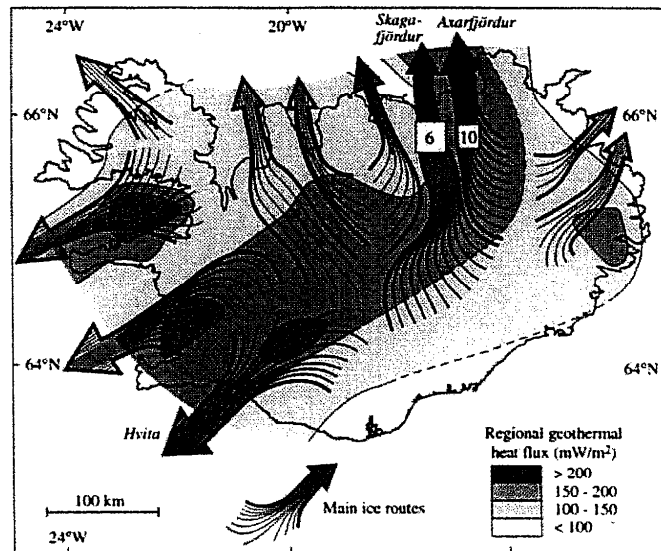 24°W
20°W
Skaga-
fjördur
Axarfjördur
66°N
66°N
6
10
64°N
64°N
Hvita
Regional geothermal
heat flux (mW/m²)
> 200
150 - 200
100 - 150
< 100
Main ice routes
100 km
24°W
20°W